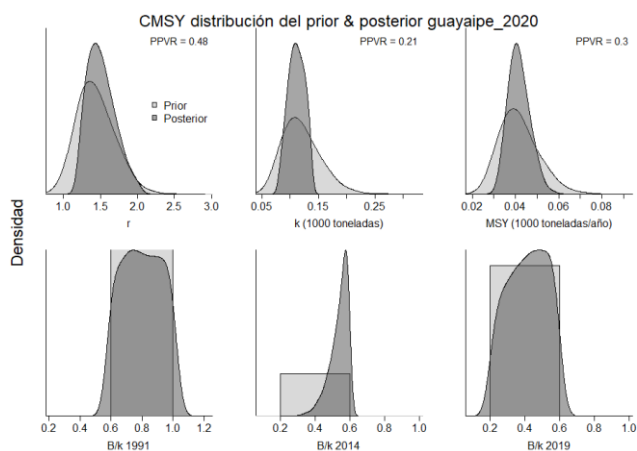 CMSY distribución del prior & posterior guayaipe_2020
PPVR = 0.48
PPVR = 0.21
PPVR = 0.3
Prior
Posterior
Densidad
1.0 1.5 2.0 2.5 3.0
r
0.05 0.15 0.25
k (1000 toneladas)
0.02 0.04 0.06 0.08
MSY (1000 toneladas/año)
0.2 0.4 0.6 0.8 1.0 1.2
B/k 1991
0.2 0.4 0.6 0.8 1.0
B/k 2014
0.2 0.4 0.6 0.8 1.0
B/k 2019